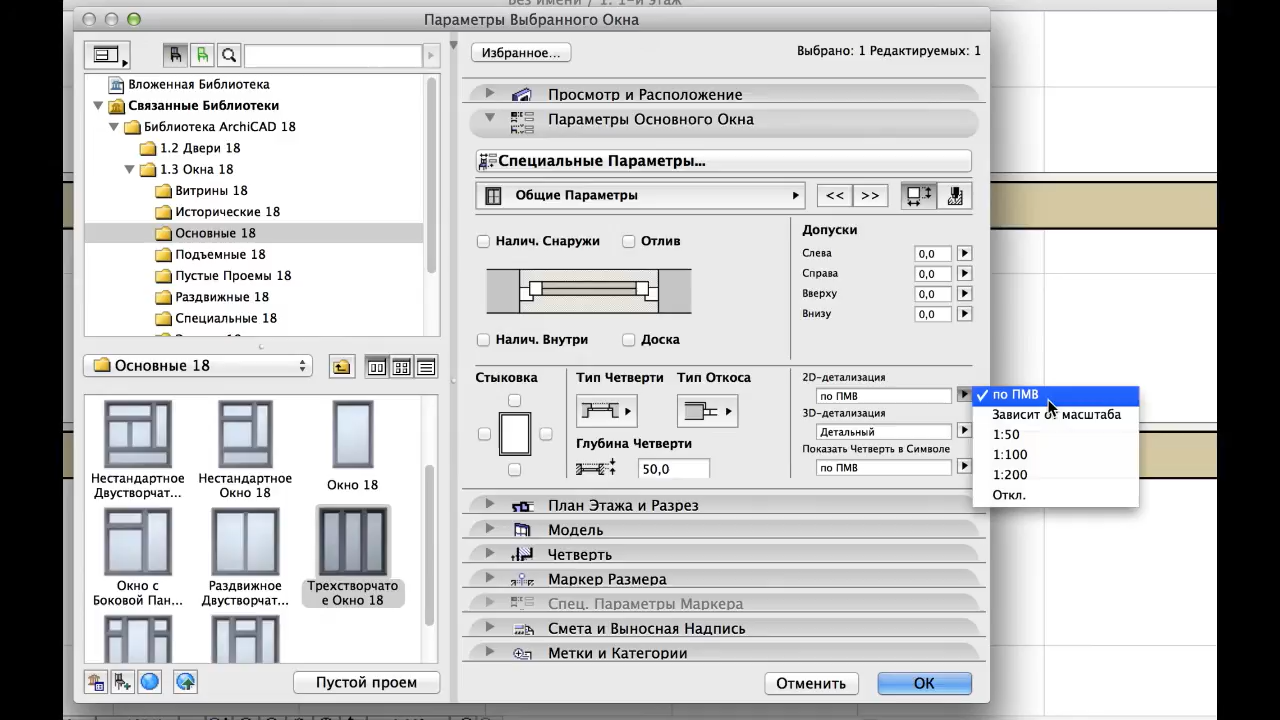 Без имени / 1. 1-й Этаж
Параметры Выбранного Окна
Избранное...
Выбрано: 1 Редактируемых: 1
Вложенная Библиотека
Связанные Библиотеки
Библиотека ArchiCAD 18
1.2 Двери 18
1.3 Окна 18
Витрины 18
Исторические 18
Основные 18
Подъемные 18
Пустые Проемы 18
Раздвижные 18
Специальные 18
Основные 18
Нестандартное Двустворчат...
Нестандартное Окно 18
Окно 18
Окно с Боковой Пан...
Раздвижное Двустворчат...
Трехстворчато
е Окно 18
Пустой проем
Просмотр и Расположение
Параметры Основного Окна
Специальные Параметры...
Общие Параметры
<<
>>
Налич. Снаружи
Отлив
Налич. Внутри
Доска
Допуски
Слева 0,0
Справа 0,0
Вверху 0,0
Внизу 0,0
Стыковка
Тип Четверти
Тип Откоса
Глубина Четверти
50,0
2D-детализация
по ПМВ
3D-детализация
Детальный
Показать Четверть в Символе
по ПМВ
по ПМВ
Зависит от масштаба
1:50
1:100
1:200
Откл.
План Этажа и Разрез
Модель
Четверть
Маркер Размера
Спец. Параметры Маркера
Смета и Выносная Надпись
Метки и Категории
Отменить
OK